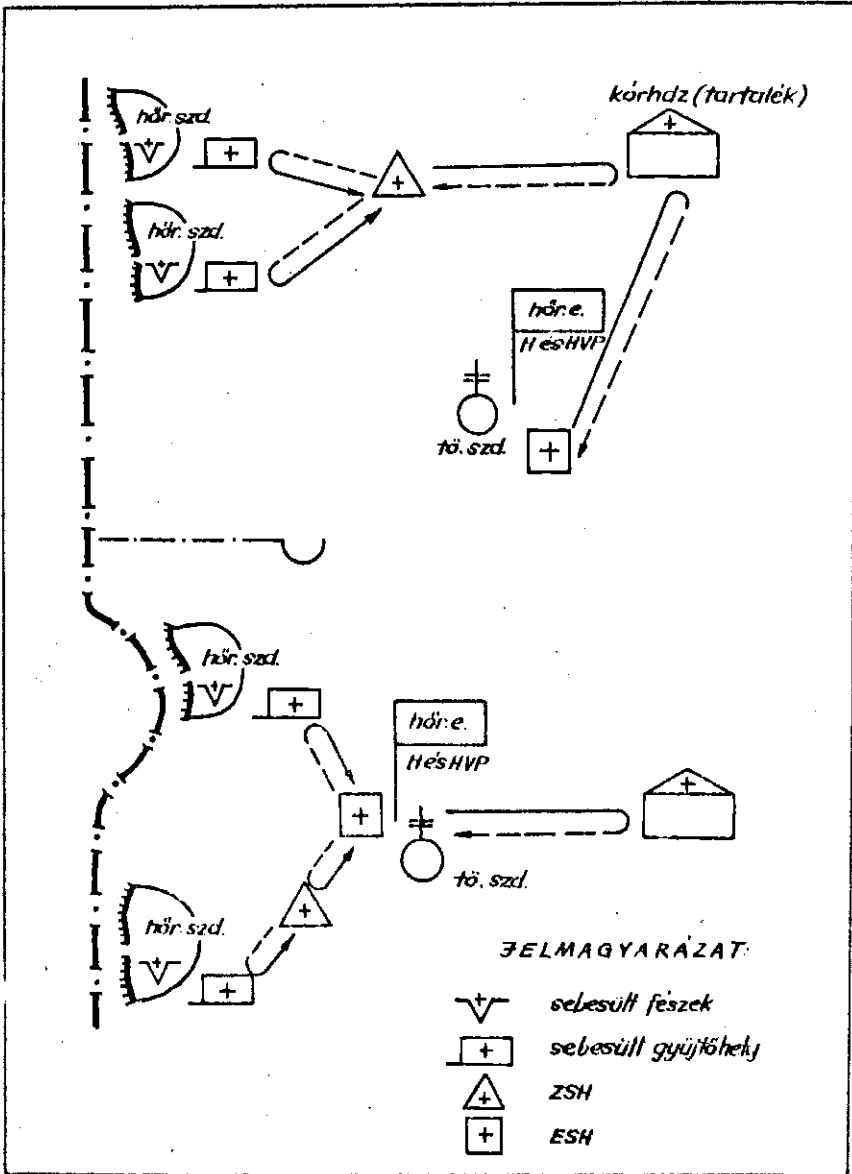 hőr. szd.
kórház (tartalék)
hőr. szd.
hőr. e.
H és HVP
tö. szd.
hőr. szd.
hőr. e.
H és HVP
tö. szd.
hőr. szd.
JELMAGYARÁZAT:
sebesült fészek
sebesült gyüjtőhely
ZSH
ESH